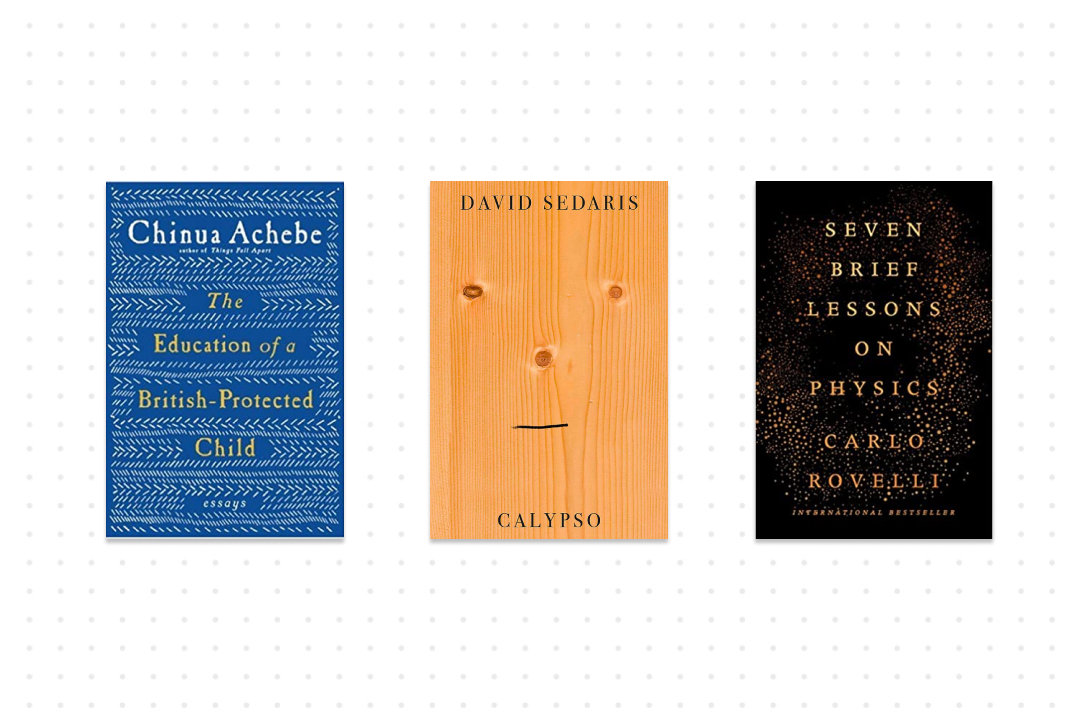 Chinua Achebe
author of Things Fall Apart
The
Education of a
British-Protected
Child
essays
DAVID SEDARIS
CALYPSO
SEVEN
BRIEF
LESSONS
ON
PHYSICS
CARLO
ROVELLI
INTERNATIONAL BESTSELLER